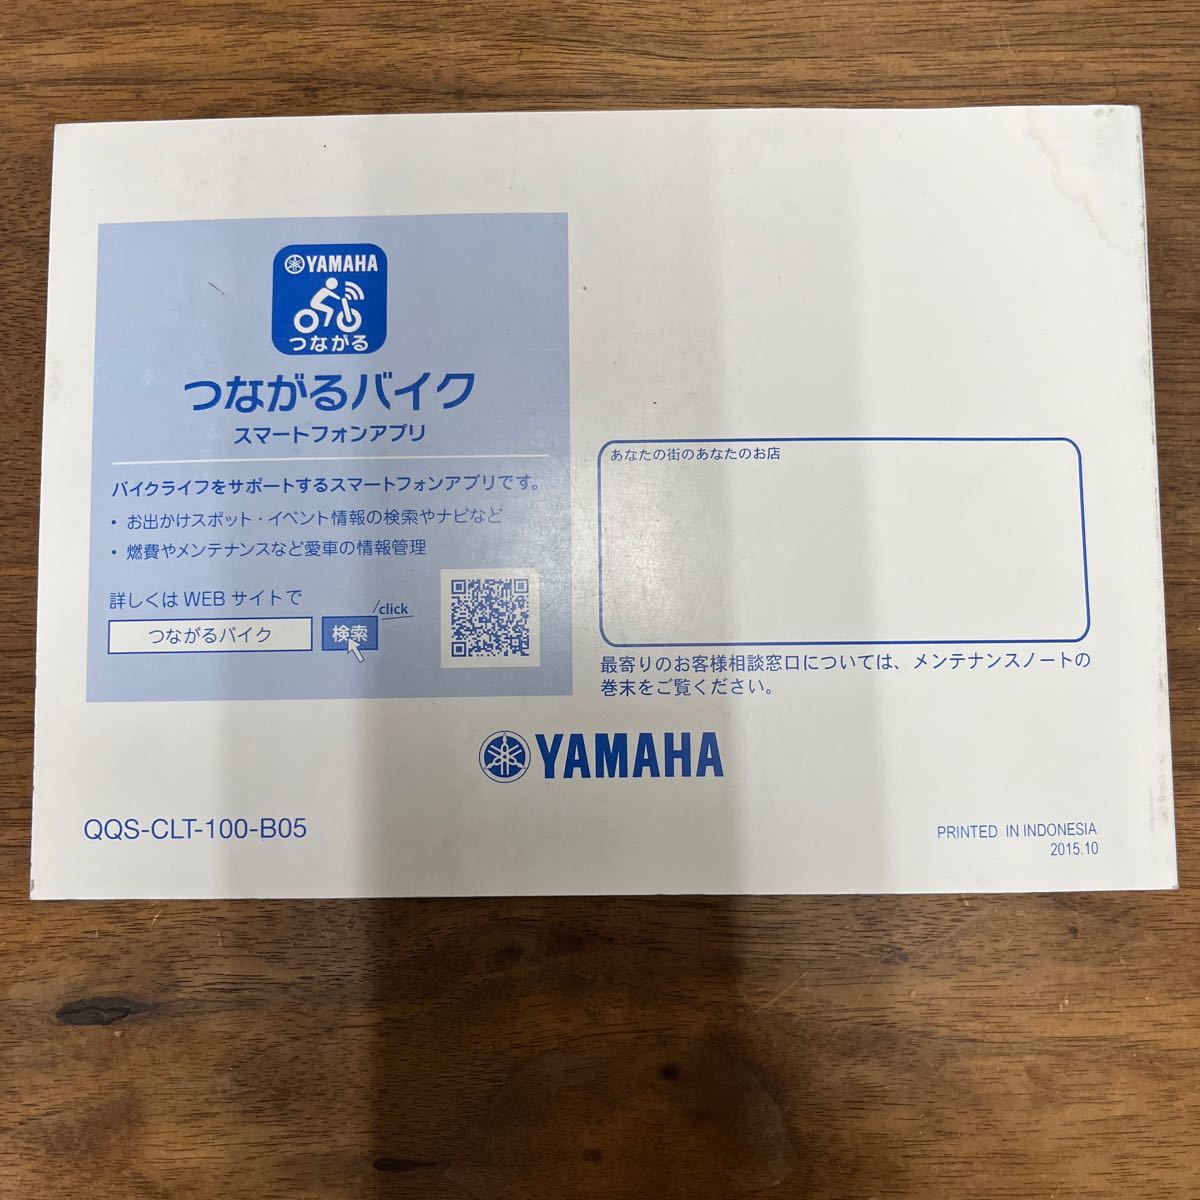 YAMAHA
つながる
つながるバイク
スマートフォンアプリ
バイクライフをサポートするスマートフォンアプリです。
・お出かけスポット・イベント情報の検索やナビなど
・燃費やメンテナンスなど愛車の情報管理
詳しくは WEB サイトで
つながるバイク
検索
click
あなたの街のあなたのお店
最寄りのお客様相談窓口については、メンテナンスノートの
巻末をご覧ください。
YAMAHA
QQS-CLT-100-B05
PRINTED IN INDONESIA
2015.10